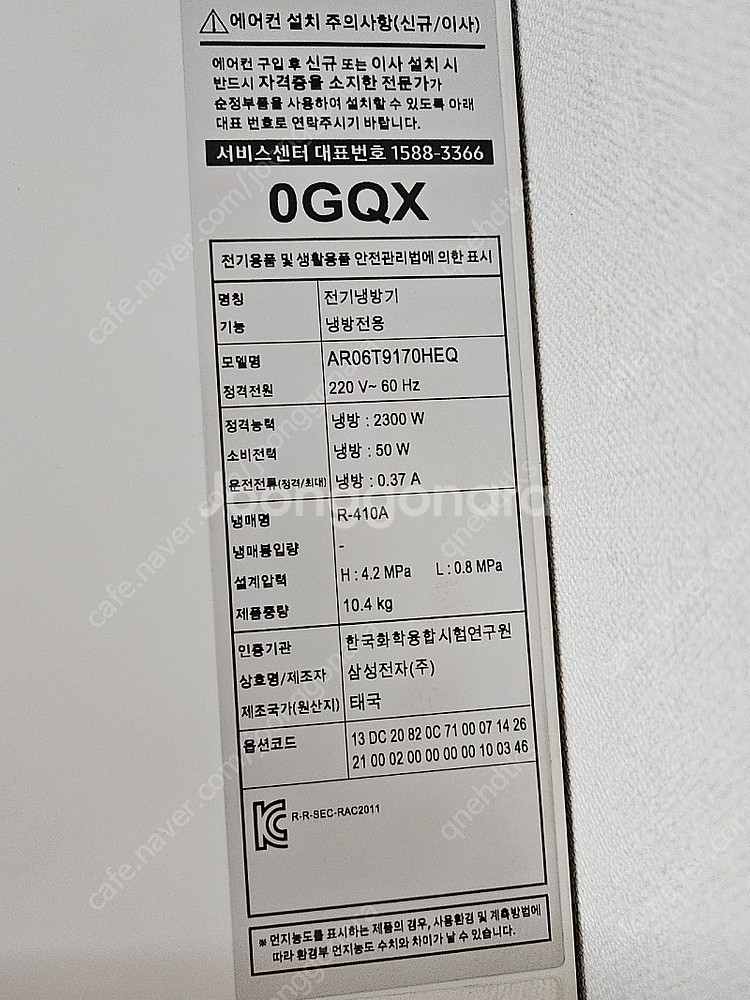 ⚠에어컨 설치 주의사항(신규/이사)
에어컨 구입 후 신규 또는 이사 설치 시
반드시 자격증을 소지한 전문가가
순정부품을 사용하여 설치할 수 있도록 아래
대표 번호로 연락주시기 바랍니다.
서비스센터 대표번호 1588-3366
0GQX
전기용품 및 생활용품 안전관리법에 의한 표시
명칭 전기냉방기
기능 냉방전용
모델명 AR06T9170HEQ
정격전원 220 V~ 60 Hz
정격능력 냉방 : 2300 W
소비전력 냉방 : 50 W
운전전류(정격/최대) 냉방 : 0.37 A
냉매명 R-410A
냉매봉입량 -
설계압력 H : 4.2 MPa L : 0.8 MPa
제품중량 10.4 kg
인증기관 한국화학융합시험연구원
상호명/제조자 삼성전자(주)
제조국가(원산지) 태국
옵션코드 13 DC 20 82 0C 71 00 07 14 26
21 00 02 00 00 00 00 10 03 46
R-R-SEC-RAC2011
※ 먼지농도를 표시하는 제품의 경우, 사용환경 및 계측방법에
따라 환경부 먼지농도 수치와 차이가 날 수 있습니다.
cafe.naver.com/joonggonara
joonggonara